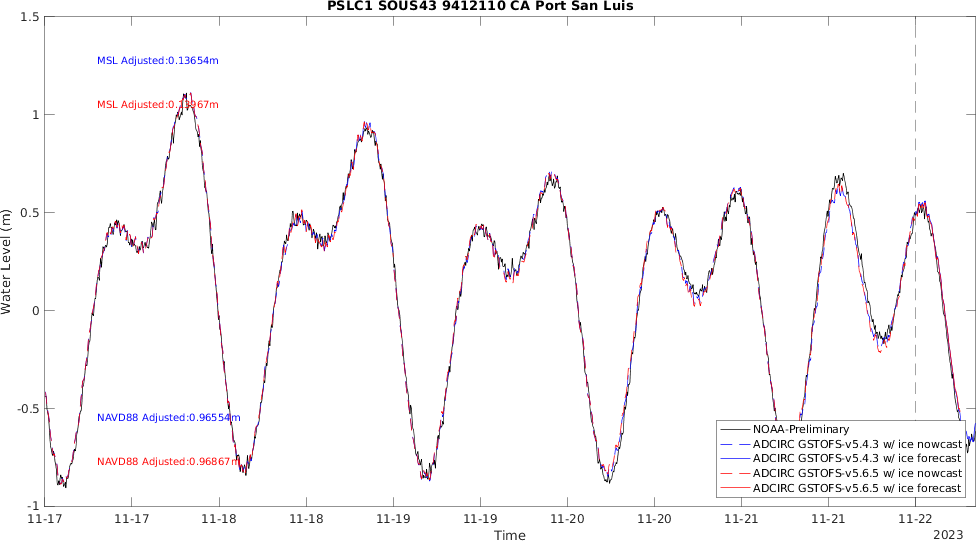 PSLC1 SOUS43 9412110 CA Port San Luis
1.5
MSL Adjusted:0.13654m
MSL Adjusted:0.13967m
1
0.5
Water Level (m)
0
-0.5
NAVD88 Adjusted:0.96554m
NAVD88 Adjusted:0.96867m
NOAA-Preliminary
ADCIRC GSTOFS-v5.4.3 w/ ice nowcast
ADCIRC GSTOFS-v5.4.3 w/ ice forecast
ADCIRC GSTOFS-v5.6.5 w/ ice nowcast
ADCIRC GSTOFS-v5.6.5 w/ ice forecast
-1
11-17 11-17 11-18 11-18 11-19 11-19 11-20 11-20 11-21 11-21 11-22
Time
2023